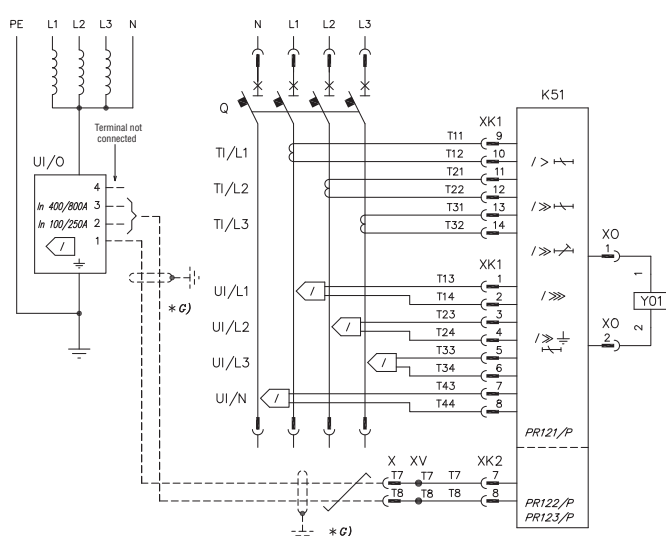 PE L1 L2 L3 N
N L1 L2 L3
K51
Q
Terminal not
connected
UI/O
4
In 400/800A 3
In 100/250A 2
1
/
*G)
XK1
TI/L1 T11 9
T12 10
TI/L2 T21 11
T22 12
TI/L3 T31 13
T32 14
XK1
UI/L1 / T13 1
T14 2
UI/L2 / T23 3
T24 4
UI/L3 / T33 5
T34 6
UI/N / T43 7
T44 8
/>
/≫
/≫
/⋙
/≫
XO
1
1
Y01
2
XO
2
PR121/P
X XV XK2
T7 T7 T7 7
T8 T8 T8 8
PR122/P
PR123/P
*G)